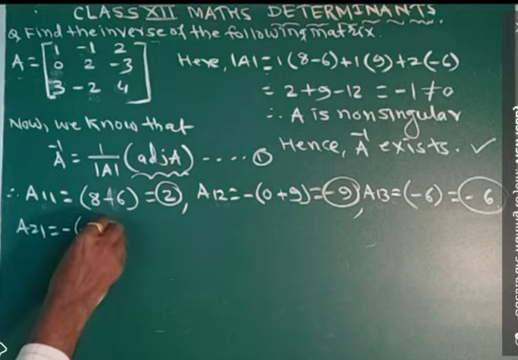 CLASS XII MATHS DETERMINANTS
Q Find the inverse of the following matrix.
A = [1 -1 2
0 2 -3
3 -2 4]
Here, |A| = 1(8-6)+1(9)+2(-6)
= 2+9-12 = -1 ≠ 0
∴ A is nonsingular
Hence, A⁻¹ exists. ✓
Now, we know that
A⁻¹ = 1/|A| (adjA) ---- ①
∴ A11 = (8-6) = 2, A12 = -(0+9) = -9, A13 = (-6) = -6
A21 = -(